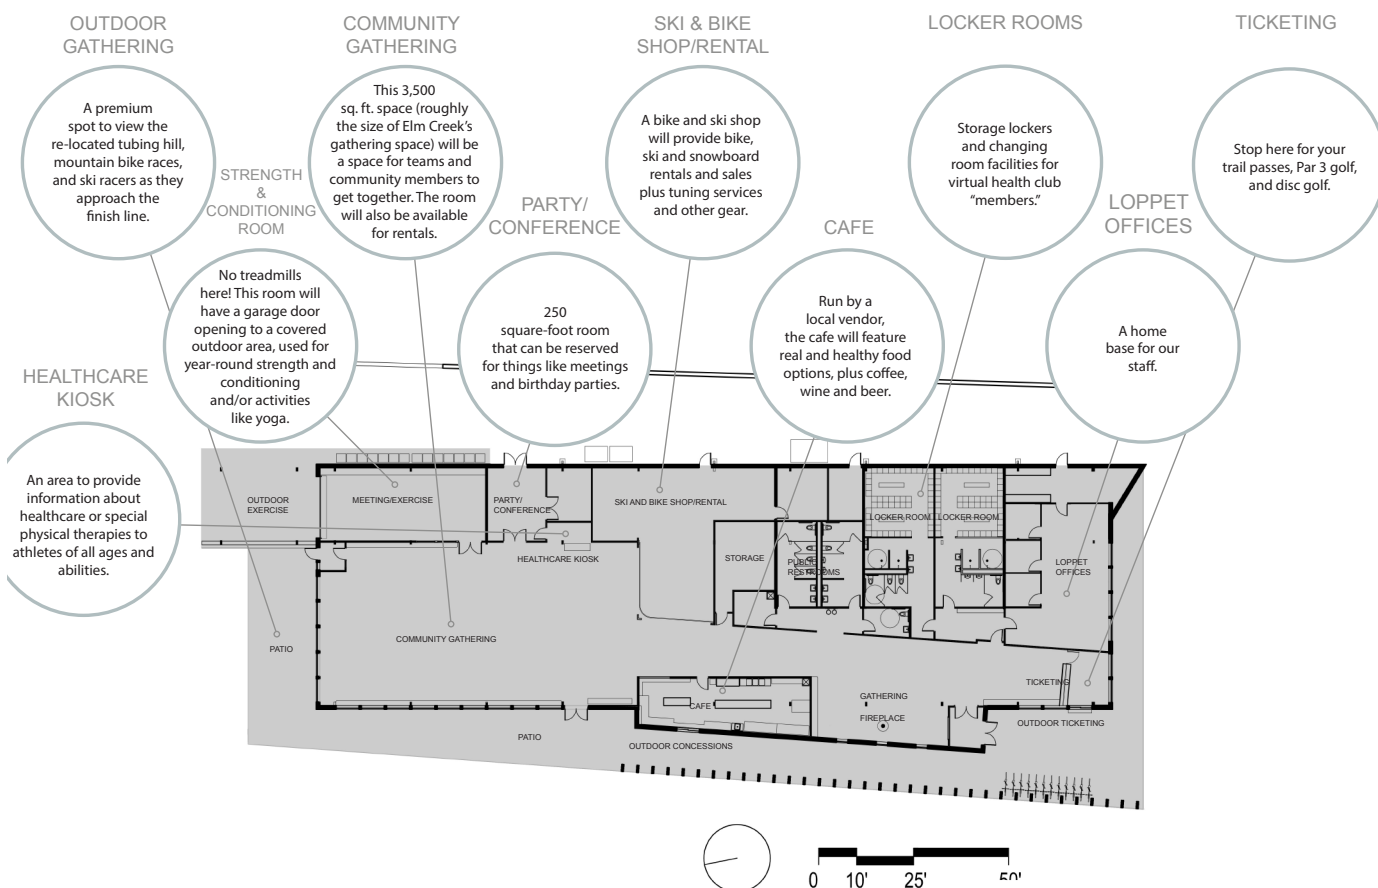 OUTDOOR
GATHERING
A premium
spot to view the
re-located tubing hill,
mountain bike races,
and ski racers as they
approach the
finish line.
COMMUNITY
GATHERING
This 3,500
sq. ft. space (roughly
the size of Elm Creek’s
gathering space) will be
a space for teams and
community members to
get together. The room
will also be available
for rentals.
SKI & BIKE
SHOP/RENTAL
A bike and ski shop
will provide bike,
ski and snowboard
rentals and sales
plus tuning services
and other gear.
LOCKER ROOMS
Storage lockers
and changing
room facilities for
virtual health club
“members.”
TICKETING
Stop here for your
trail passes, Par 3 golf,
and disc golf.
STRENGTH
&
CONDITIONING
ROOM
No treadmills
here! This room will
have a garage door
opening to a covered
outdoor area, used for
year-round strength and
conditioning
and/or activities
like yoga.
PARTY/
CONFERENCE
250
square-foot room
that can be reserved
for things like meetings
and birthday parties.
CAFE
Run by a
local vendor,
the cafe will feature
real and healthy food
options, plus coffee,
wine and beer.
LOPPET
OFFICES
A home
base for our
staff.
HEALTHCARE
KIOSK
An area to provide
information about
healthcare or special
physical therapies to
athletes of all ages and
abilities.
OUTDOOR
EXERCISE
MEETING/EXERCISE
PARTY/
CONFERENCE
SKI AND BIKE SHOP/RENTAL
LOCKER ROOM
LOCKER ROOM
HEALTHCARE KIOSK
STORAGE
PUBLIC
RESTROOMS
LOPPET
OFFICES
COMMUNITY GATHERING
PATIO
TICKETING
GATHERING
CAFE
FIREPLACE
OUTDOOR TICKETING
PATIO
OUTDOOR CONCESSIONS
0 10' 25' 50'